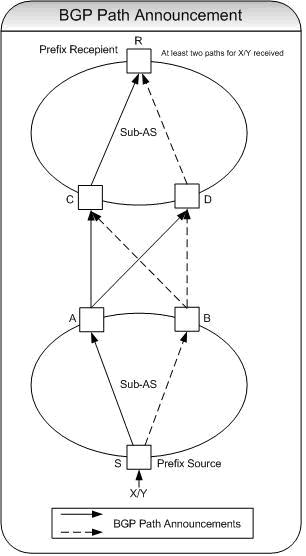 BGP Path Announcement
R
Prefix Recepient
At least two paths for X/Y received
Sub-AS
C
D
A
B
Sub-AS
S
Prefix Source
X/Y
BGP Path Announcements